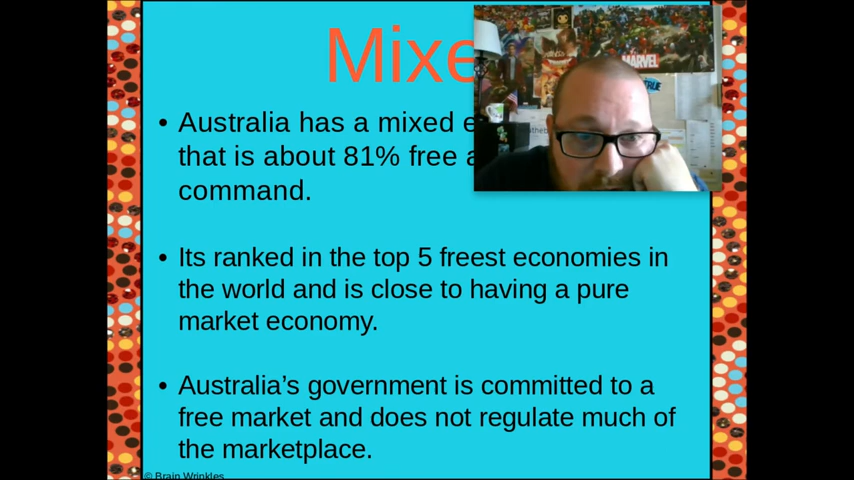 Mixe
• Australia has a mixed e
that is about 81% free a
command.
• Its ranked in the top 5 freest economies in
the world and is close to having a pure
market economy.
• Australia’s government is committed to a
free market and does not regulate much of
the marketplace.
© Brain Wrinkles
MARVEL